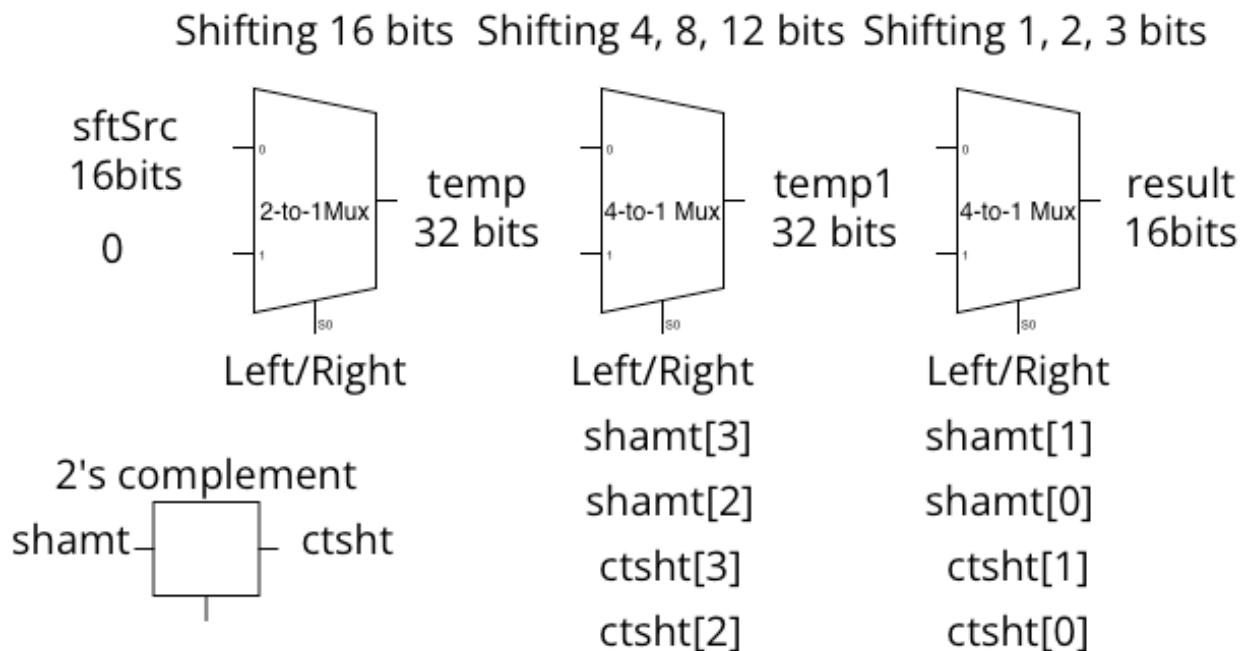 Shifting 16 bits Shifting 4, 8, 12 bits Shifting 1, 2, 3 bits
sftSrc
16bits
0
0
1
2-to-1Mux
S0
temp
32 bits
0
1
4-to-1 Mux
S0
temp1
32 bits
0
1
4-to-1 Mux
S0
result
16bits
Left/Right
Left/Right
Left/Right
shamt[3]
shamt[2]
ctsht[3]
ctsht[2]
shamt[1]
shamt[0]
ctsht[1]
ctsht[0]
2's complement
shamt
ctsht